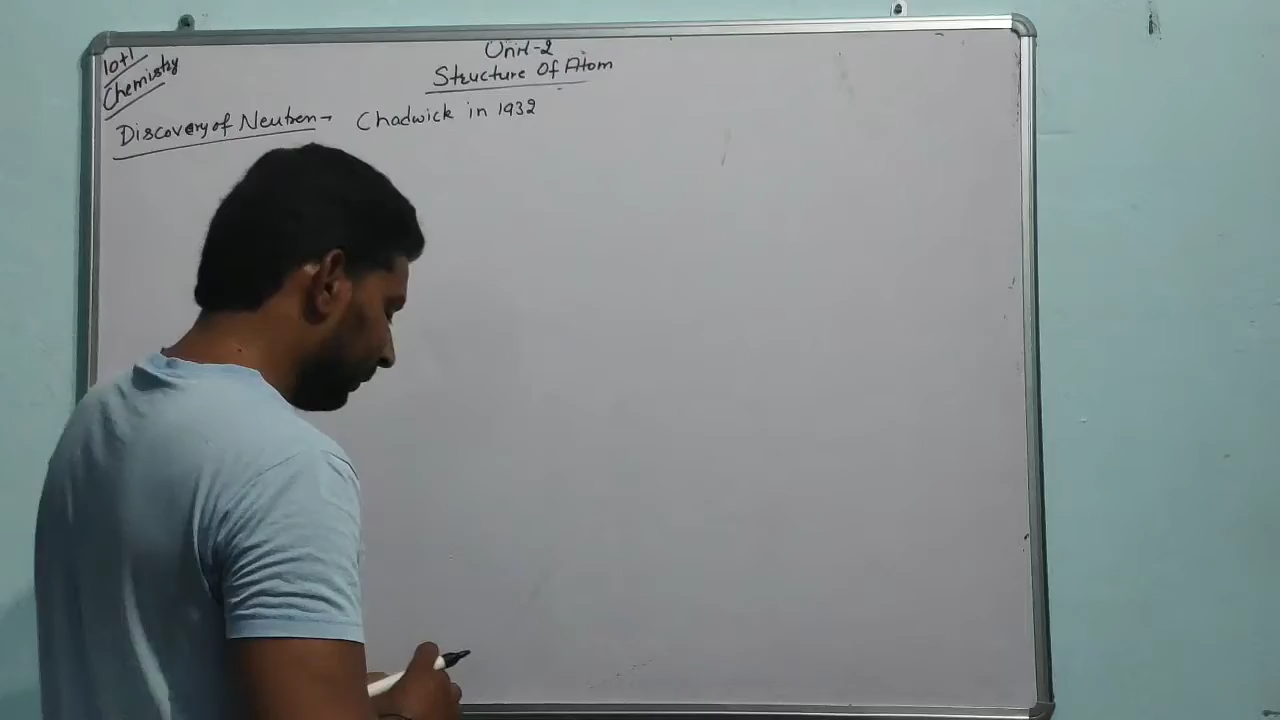 10+1
Chemistry
Unit-2
Structure Of Atom
Discovery of Neutron→ Chadwick in 1932